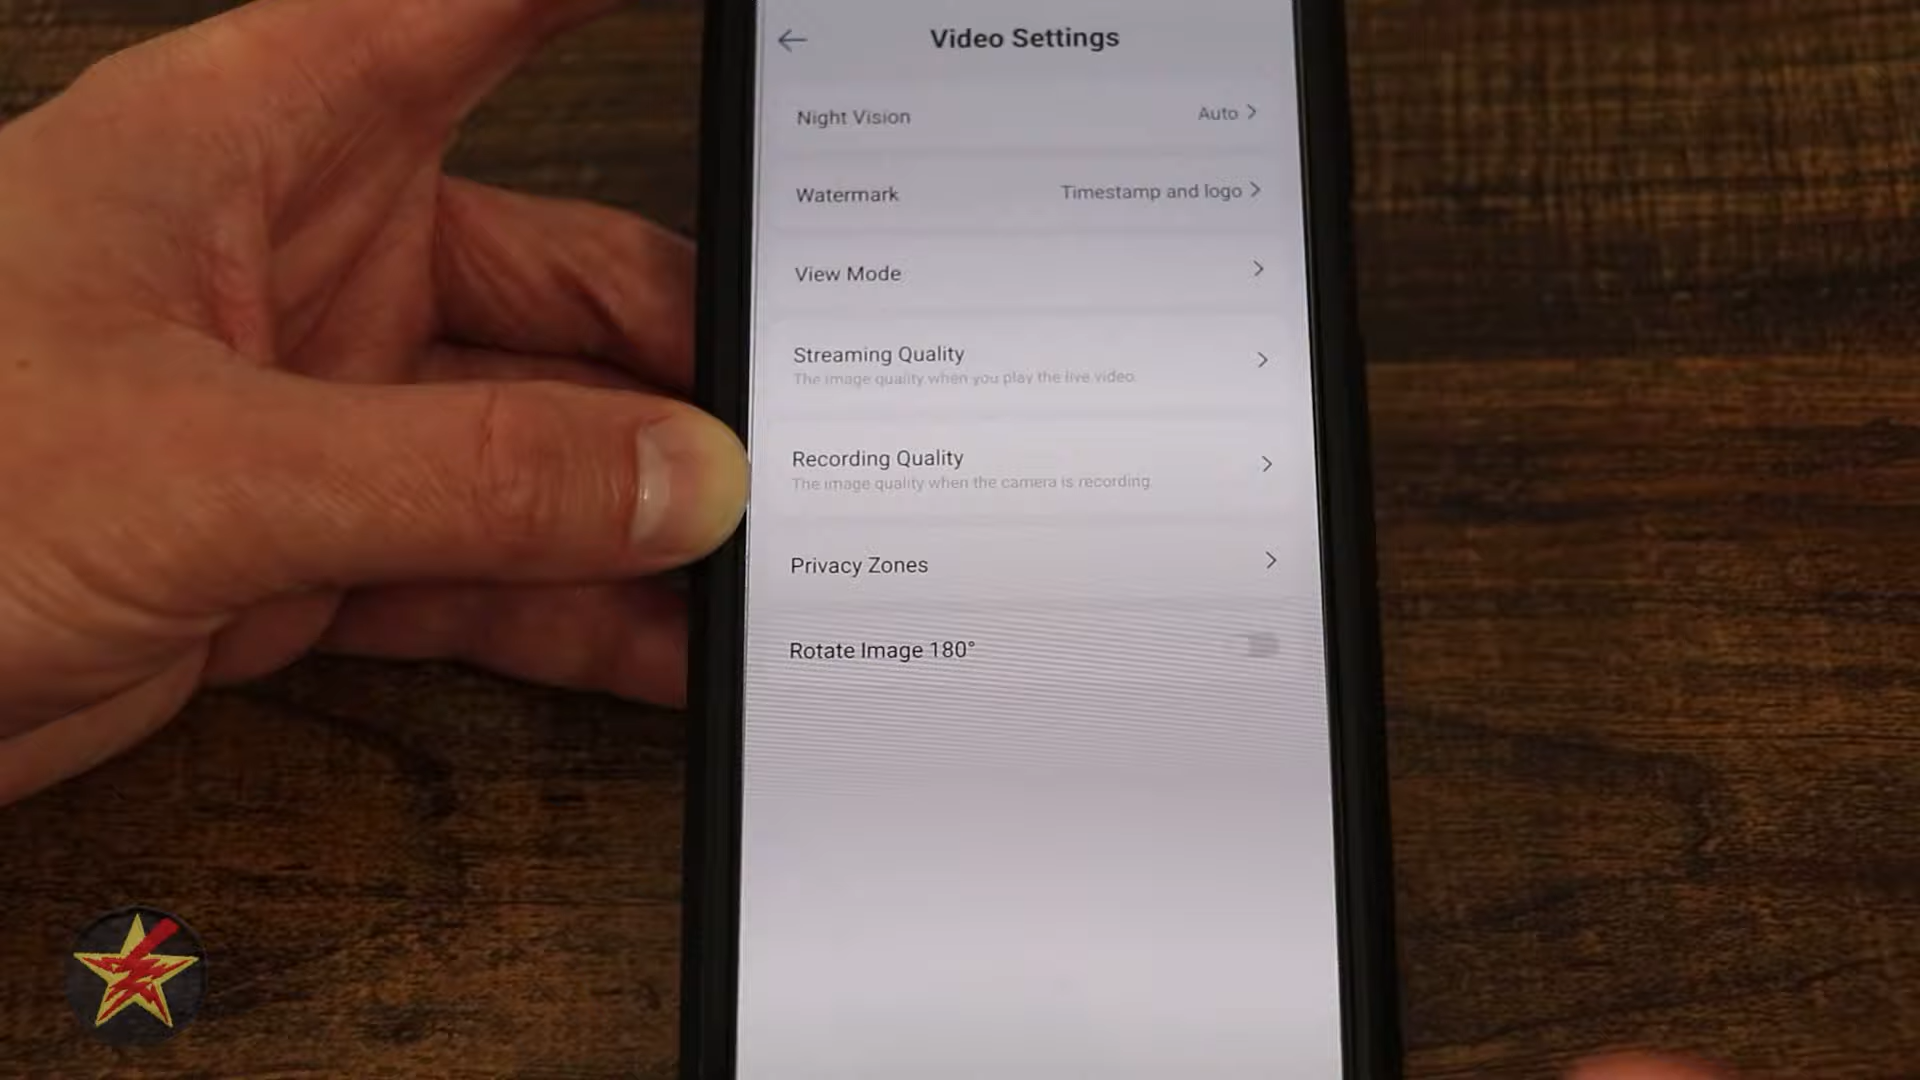 Video Settings
Night Vision Auto
Watermark Timestamp and logo
View Mode
Streaming Quality
The image quality when you play the live video.
Recording Quality
The image quality when the camera is recording.
Privacy Zones
Rotate Image 180°